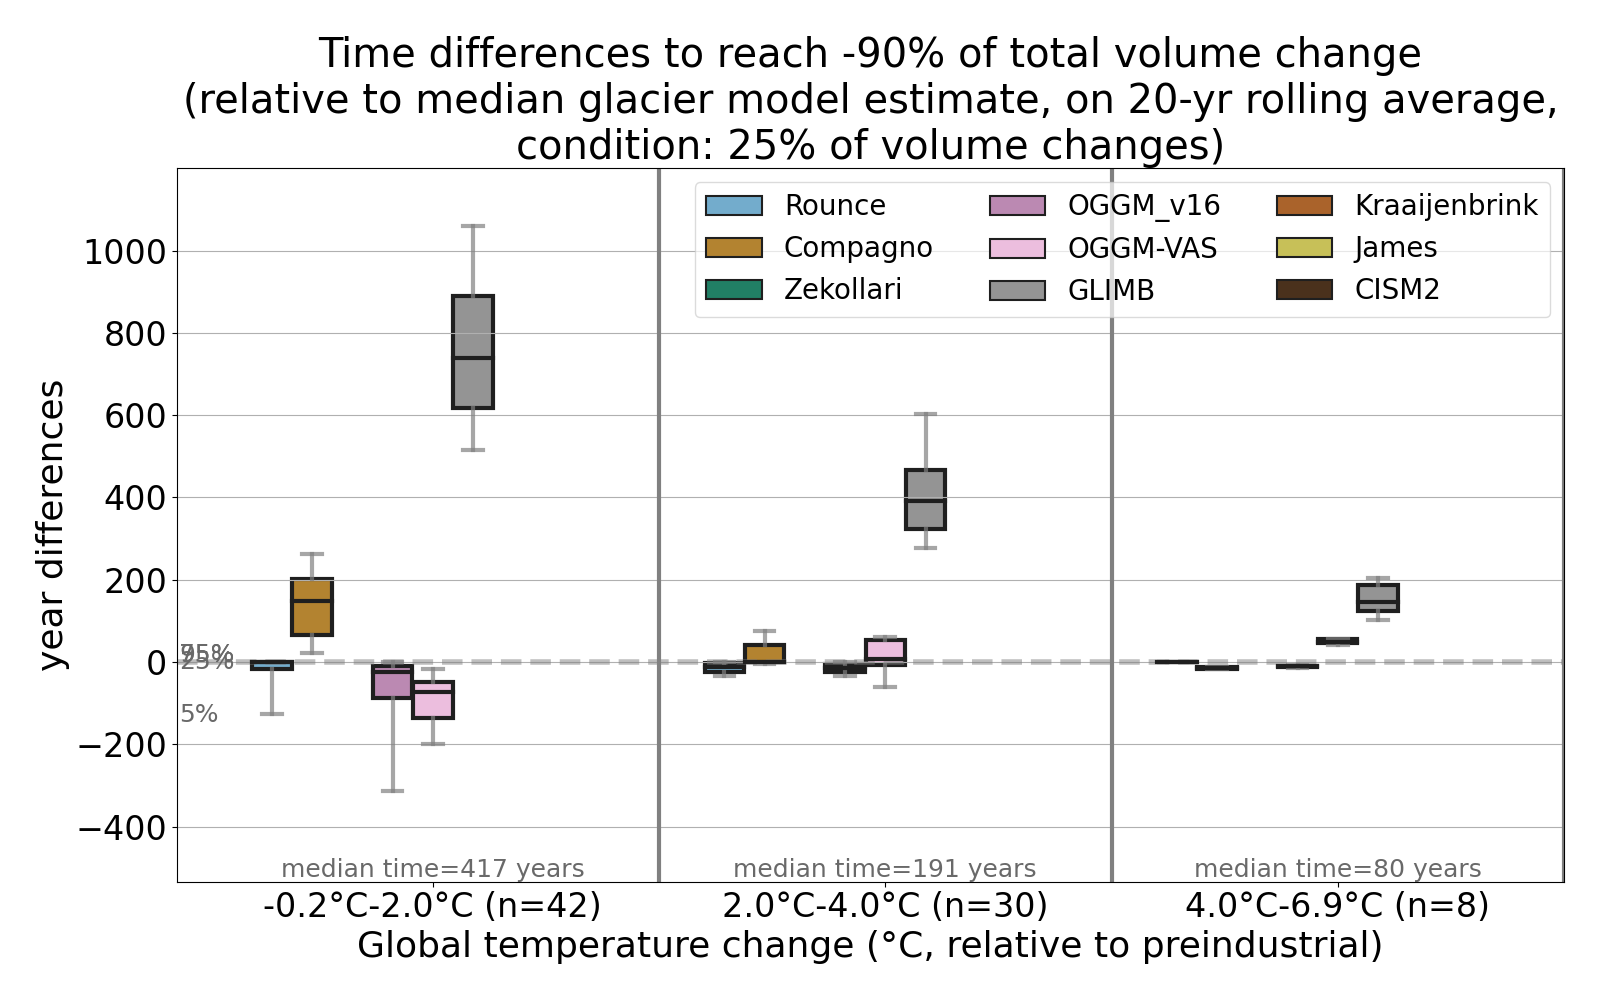 Time differences to reach -90% of total volume change
(relative to median glacier model estimate, on 20-yr rolling average,
condition: 25% of volume changes)
Rounce
Compagno
Zekollari
OGGM_v16
OGGM-VAS
GLIMB
Kraaijenbrink
James
CISM2
year differences
1000
800
600
400
200
0
−200
−400
95%
25%
5%
median time=417 years
median time=191 years
median time=80 years
-0.2°C-2.0°C (n=42)
2.0°C-4.0°C (n=30)
4.0°C-6.9°C (n=8)
Global temperature change (°C, relative to preindustrial)